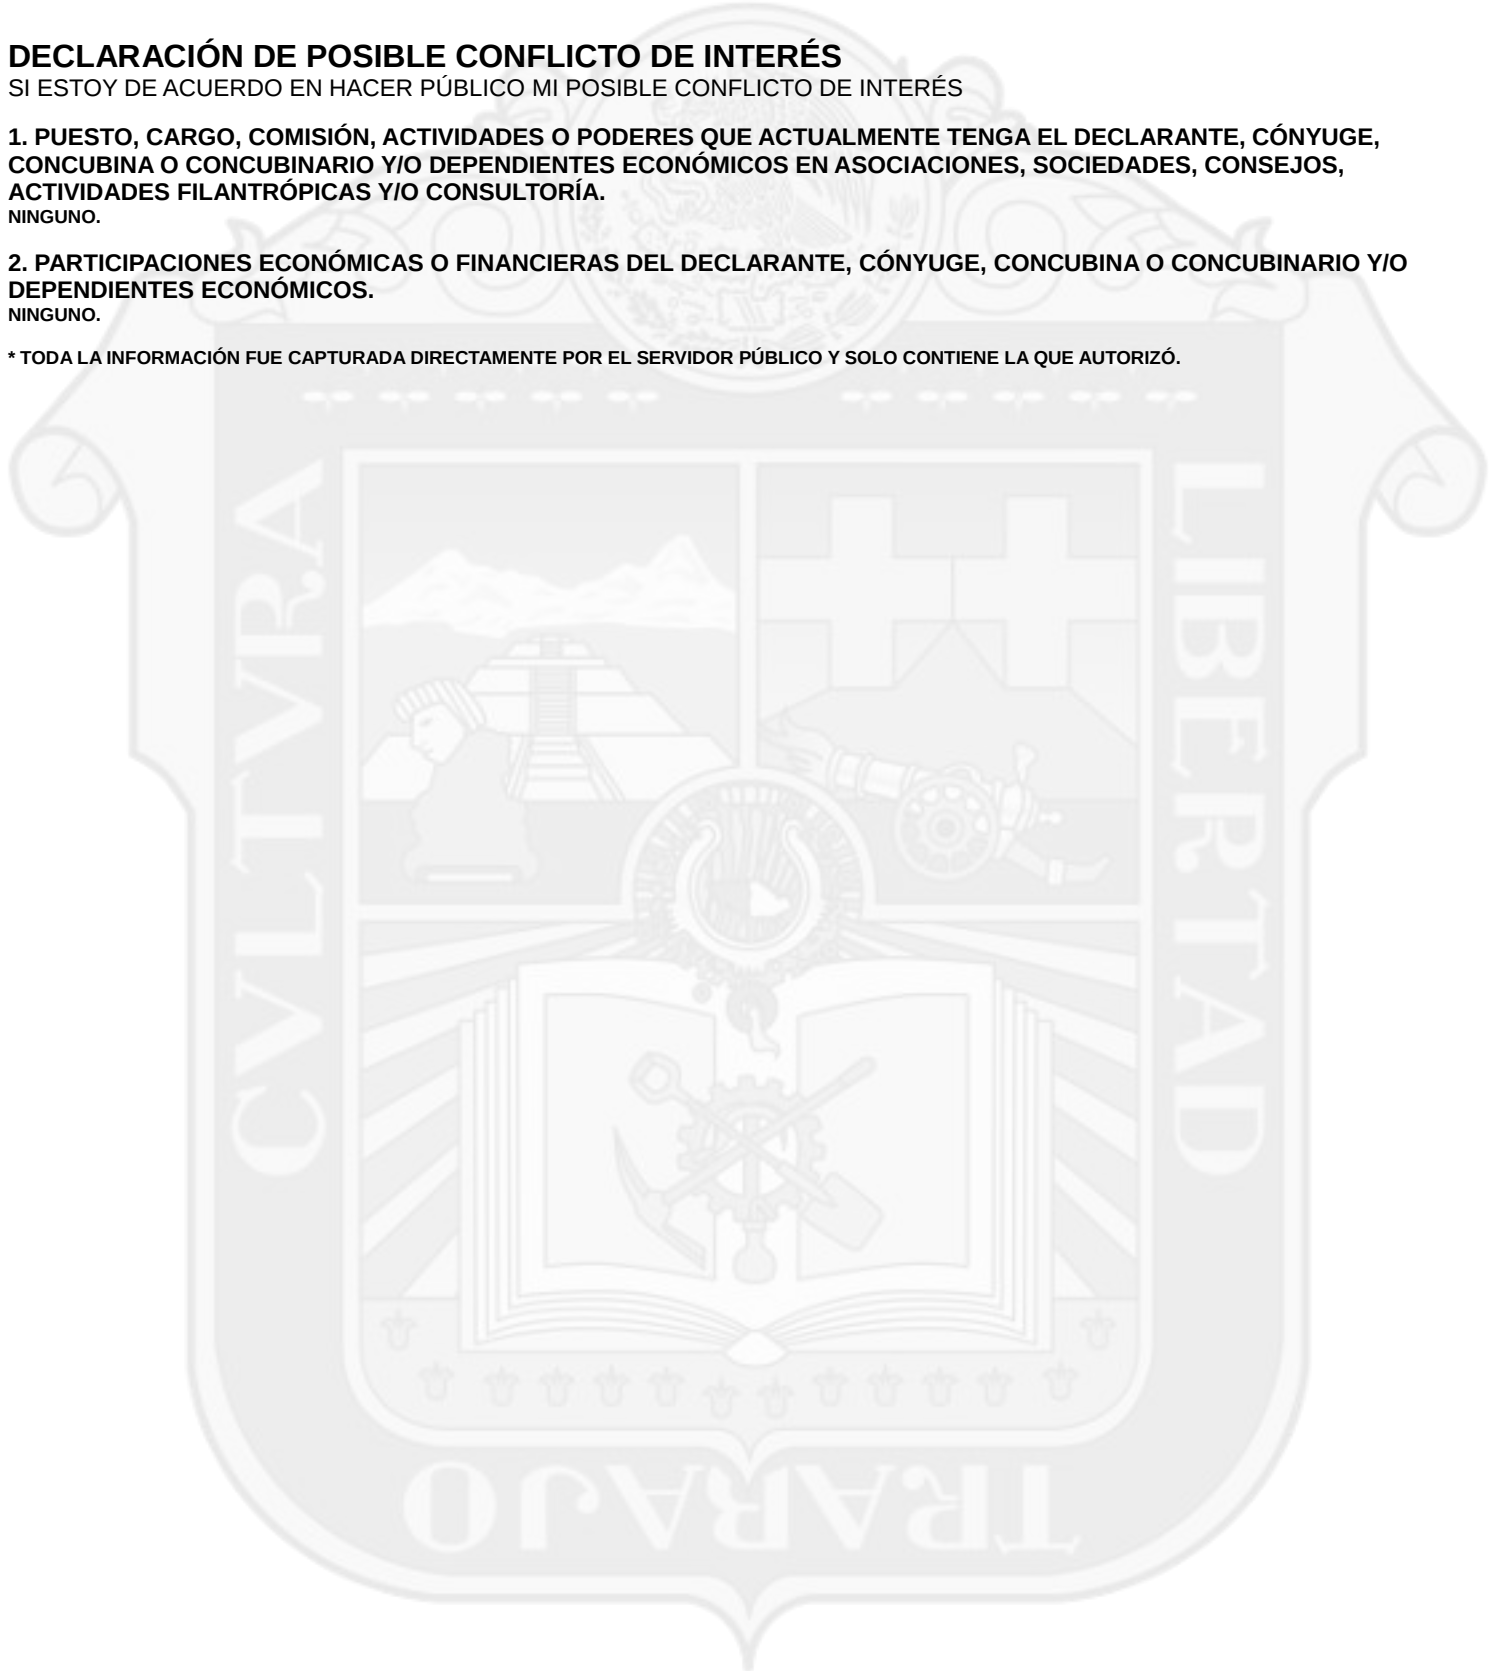 DECLARACIÓN DE POSIBLE CONFLICTO DE INTERÉS
SI ESTOY DE ACUERDO EN HACER PÚBLICO MI POSIBLE CONFLICTO DE INTERÉS
1. PUESTO, CARGO, COMISIÓN, ACTIVIDADES O PODERES QUE ACTUALMENTE TENGA EL DECLARANTE, CÓNYUGE,
CONCUBINA O CONCUBINARIO Y/O DEPENDIENTES ECONÓMICOS EN ASOCIACIONES, SOCIEDADES, CONSEJOS,
ACTIVIDADES FILANTRÓPICAS Y/O CONSULTORÍA.
NINGUNO.
2. PARTICIPACIONES ECONÓMICAS O FINANCIERAS DEL DECLARANTE, CÓNYUGE, CONCUBINA O CONCUBINARIO Y/O
DEPENDIENTES ECONÓMICOS.
NINGUNO.
* TODA LA INFORMACIÓN FUE CAPTURADA DIRECTAMENTE POR EL SERVIDOR PÚBLICO Y SOLO CONTIENE LA QUE AUTORIZÓ.
CVLTVRA
LIBERTAD
TRABAJO